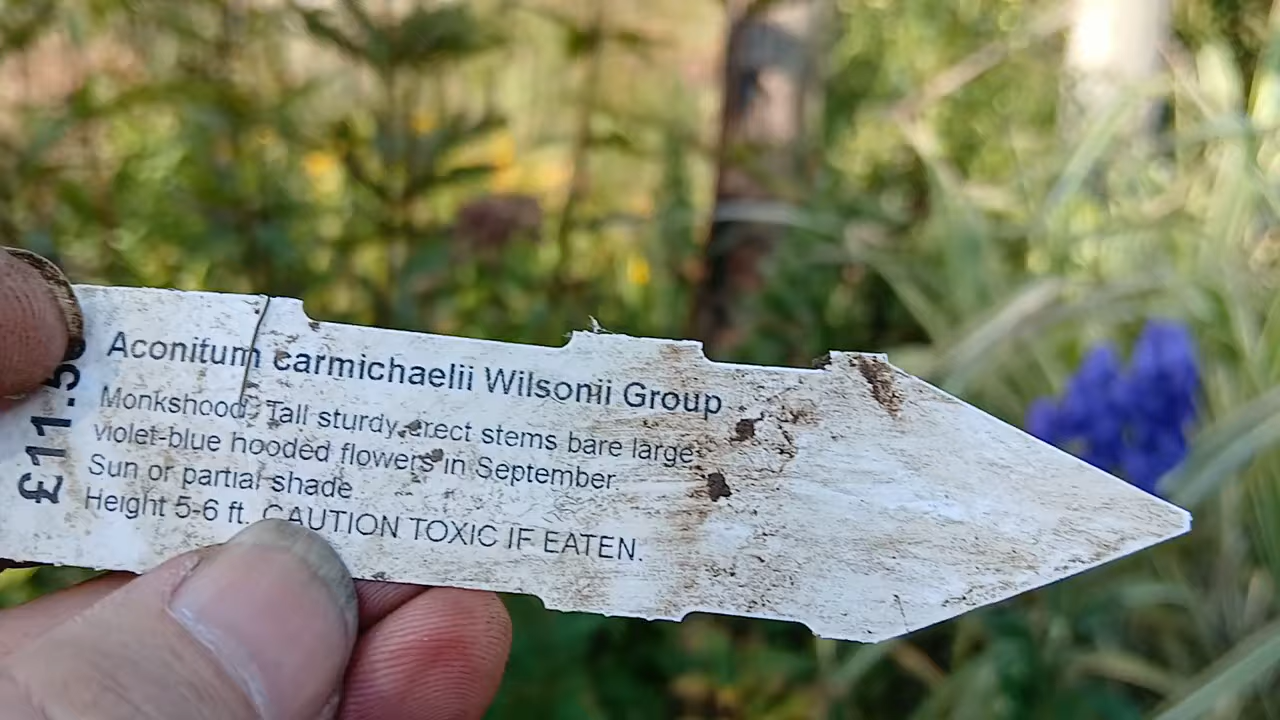 Aconitum carmichaelii Wilsonii Group
Monkshood. Tall sturdy erect stems bare large
violet-blue hooded flowers in September.
Sun or partial shade.
Height 5-6 ft. CAUTION TOXIC IF EATEN.
£11.50